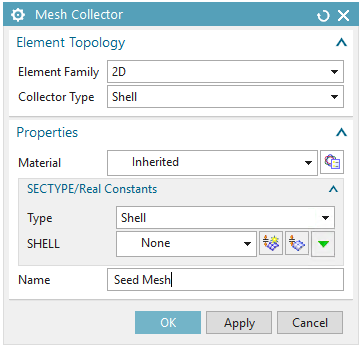 Mesh Collector
Element Topology
Element Family 2D
Collector Type Shell
Properties
Material Inherited
SECTYPE/Real Constants
Type Shell
SHELL None
Name Seed Mesh
OK Apply Cancel